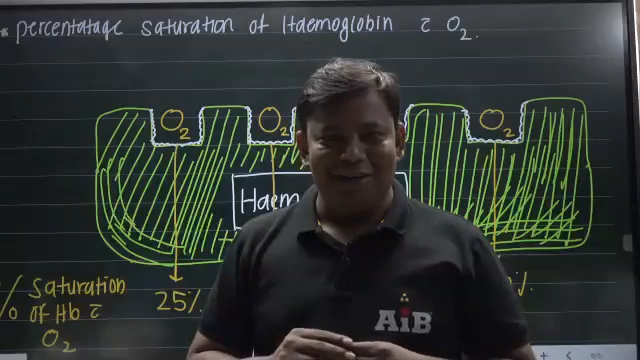 * percentatage saturation of Haemoglobin c̄ O₂.
O₂ O₂ O₂
Haem
% saturation
of Hb c̄
O₂
25%
%
AiB